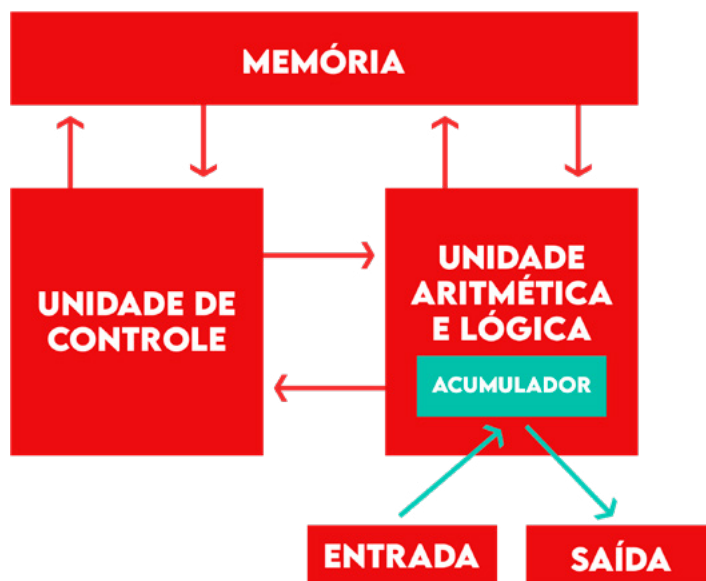 MEMÓRIA
UNIDADE DE
CONTROLE
UNIDADE
ARITMÉTICA
E LÓGICA
ACUMULADOR
ENTRADA
SAÍDA